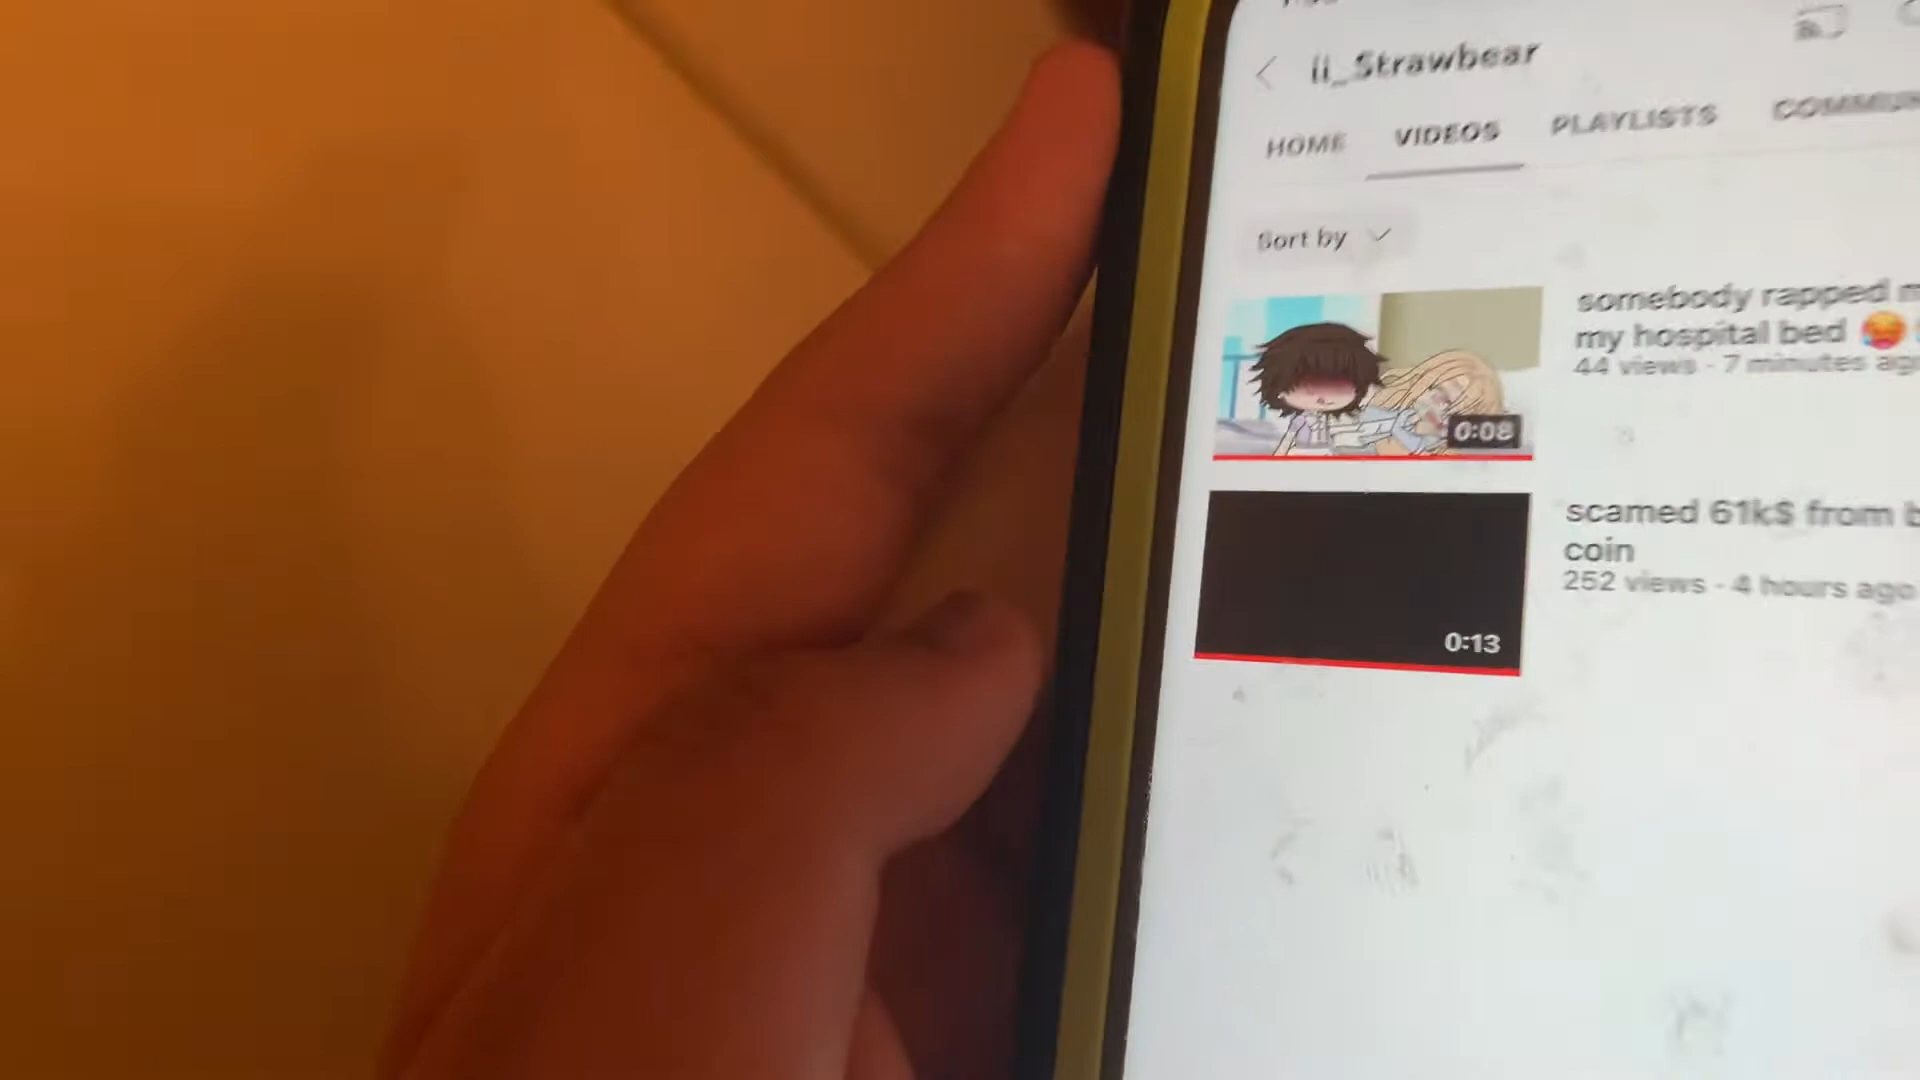 ii_Strawbear
HOME VIDEOS PLAYLISTS
Sort by
somebody rapped
my hospital bed
44 views · 7 minutes
0:08
scamed 61k$ from
coin
252 views · 4 hours ago
0:13